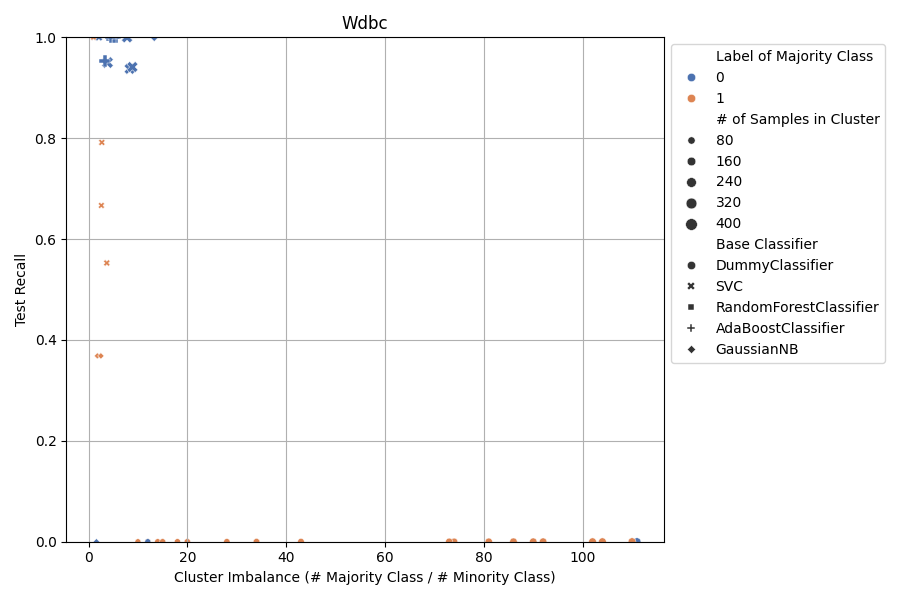 Wdbc
1.0
0.8
0.6
0.4
0.2
0.0
Test Recall
0 20 40 60 80 100
Cluster Imbalance (# Majority Class / # Minority Class)
Label of Majority Class
0
1
# of Samples in Cluster
80
160
240
320
400
Base Classifier
DummyClassifier
SVC
RandomForestClassifier
AdaBoostClassifier
GaussianNB